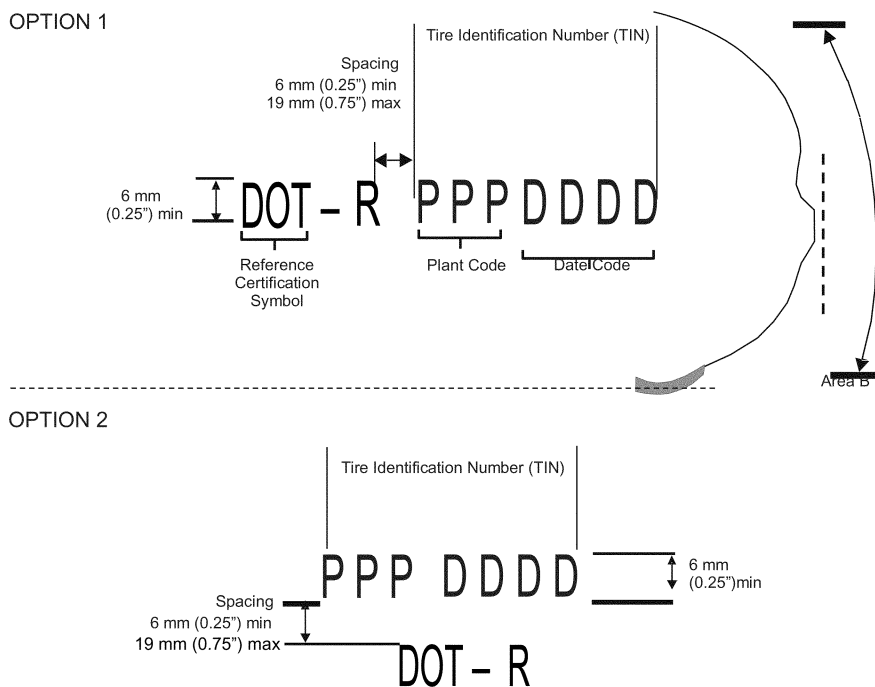 OPTION 1
Tire Identification Number (TIN)
Spacing
6 mm (0.25”) min
19 mm (0.75”) max
6 mm
(0.25”) min
DOT – R PPP DDDD
Reference
Certification
Symbol
Plant Code
Date Code
Area B
OPTION 2
Tire Identification Number (TIN)
PPP DDDD
6 mm
(0.25”)min
Spacing
6 mm (0.25”) min
19 mm (0.75”) max
DOT – R